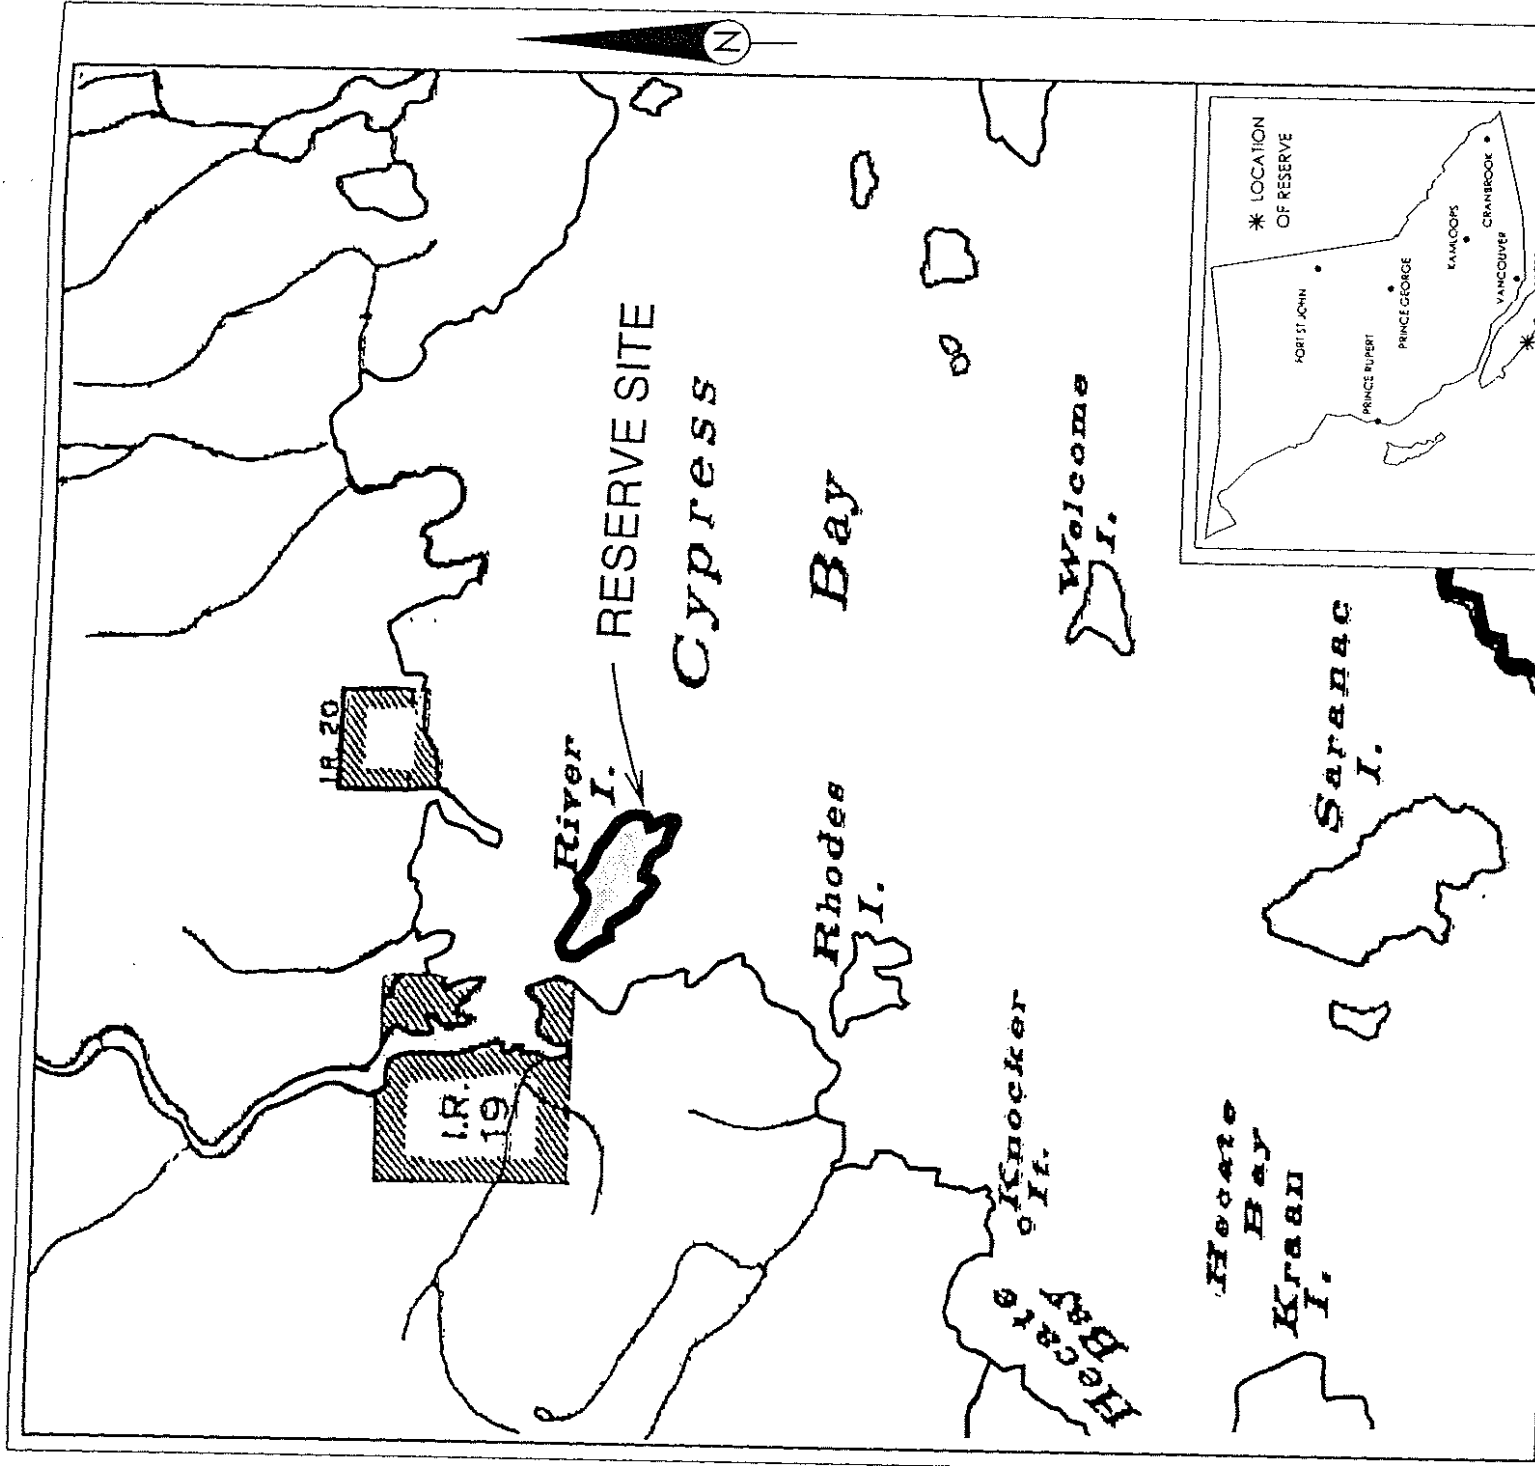 N
I.R. 20
I.R.
19
River
I.
RESERVE SITE
Cypress
Bay
Rhodes
I.
Welcome
I.
Knocker
It.
Hecate
Bay
Hecate
Bay
Kraan
I.
Saranac
I.
LOCATION
OF RESERVE
FORT ST JOHN
PRINCE RUPERT
PRINCE GEORGE
KAMLOOPS
CRANBROOK
VANCOUVER